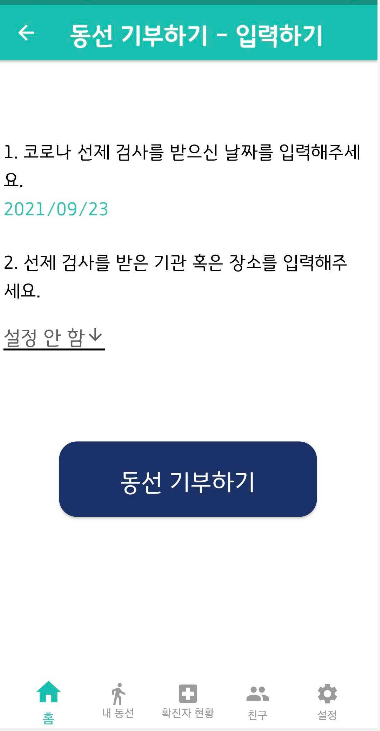 동선 기부하기 - 입력하기
1. 코로나 선제 검사를 받으신 날짜를 입력해주세
요.
2021/09/23
2. 선제 검사를 받은 기관 혹은 장소를 입력해주
세요.
설정 안 함↓
동선 기부하기
홈
내 동선
확진자 현황
친구
설정